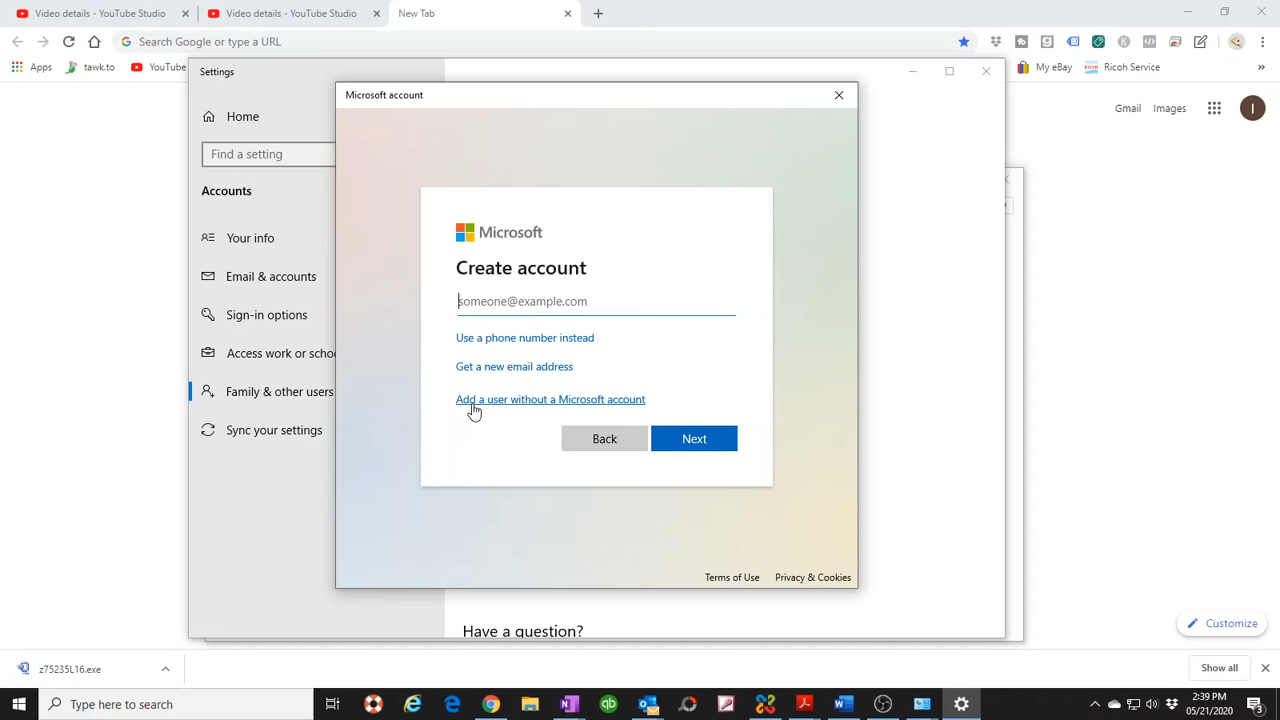 Video details - YouTube Studio
Video details - YouTube Studio
New Tab
Search Google or type a URL
Apps
tawk.to
YouTube
My eBay
RICOH Ricoh Service
»
Settings
Microsoft account
Gmail
Images
I
Home
Find a setting
Accounts
Your info
Email & accounts
Sign-in options
Access work or schoo
Family & other users
Sync your settings
Microsoft
Create account
someone@example.com
Use a phone number instead
Get a new email address
Add a user without a Microsoft account
Back
Next
Terms of Use
Privacy & Cookies
Have a question?
Customize
z75235L16.exe
Show all
Type here to search
2:39 PM
05/21/2020
3